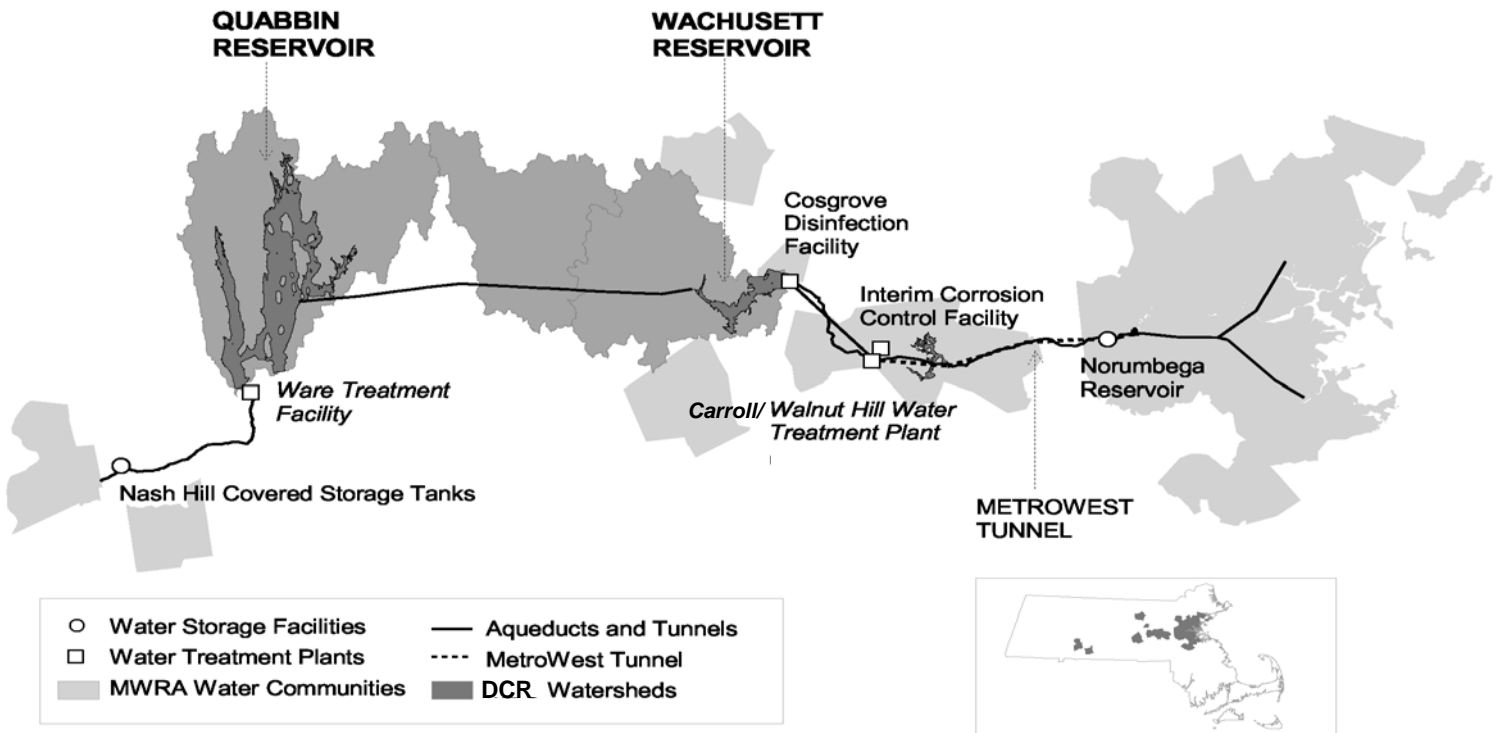 QUABBIN
RESERVOIR
WACHUSETT
RESERVOIR
Cosgrove
Disinfection
Facility
Interim Corrosion
Control Facility
Norumbega
Reservoir
Ware Treatment
Facility
Carroll/ Walnut Hill Water
Treatment Plant
Nash Hill Covered Storage Tanks
METROWEST
TUNNEL
Water Storage Facilities
Water Treatment Plants
MWRA Water Communities
Aqueducts and Tunnels
MetroWest Tunnel
DCR Watersheds